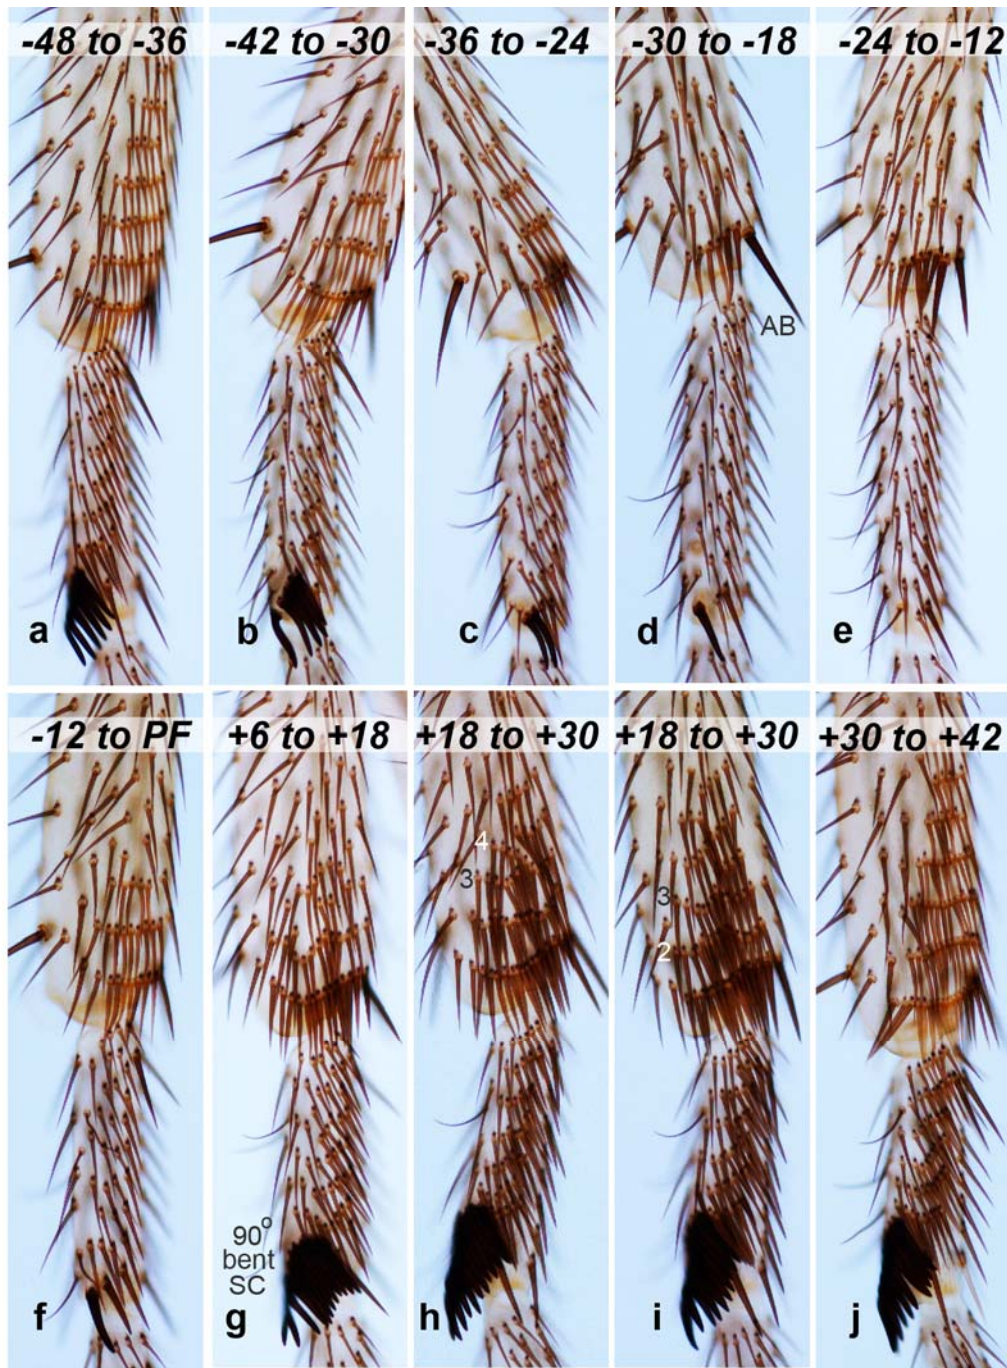 -48 to -36
-42 to -30
-36 to -24
-30 to -18
-24 to -12
AB
a
b
c
d
e
-12 to PF
+6 to +18
+18 to +30
+18 to +30
+30 to +42
4
3
3
2
90o
bent
SC
f
g
h
i
j